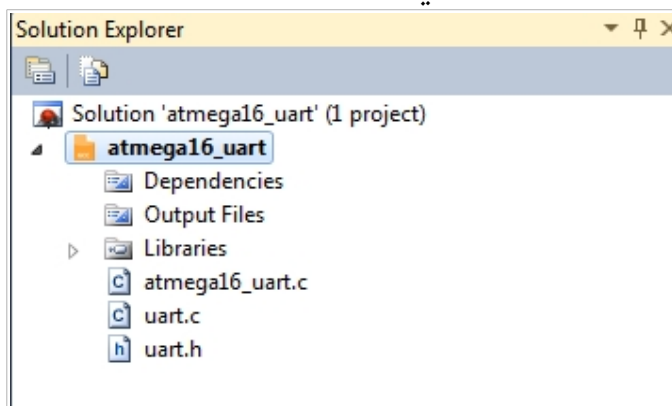 Solution Explorer
Solution 'atmega16_uart' (1 project)
atmega16_uart
Dependencies
Output Files
Libraries
atmega16_uart.c
uart.c
uart.h